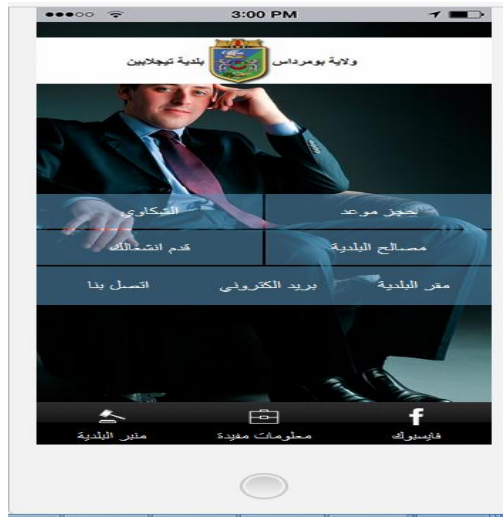 3:00 PM
ولاية بومرداس بلدية تيجلابين
حجز موعد الشكاوي
مصالح البلدية قدم انشغالك
مقر البلدية بريد الكتروني اتصل بنا
فايسبوك معلومات مفيدة منبر البلدية